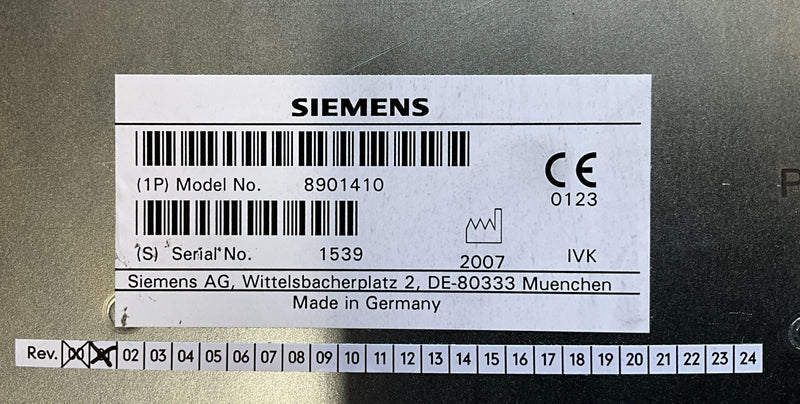 SIEMENS
(1P) Model No. 8901410
CE
0123
(S) Serial No. 1539
2007 IVK
Siemens AG, Wittelsbacherplatz 2, DE-80333 Muenchen
Made in Germany
P
Rev. 00 02 03 04 05 06 07 08 09 10 11 12 13 14 15 16 17 18 19 20 21 22 23 24